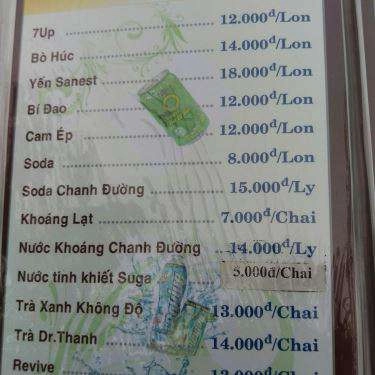 7Up ........ 12.000đ/Lon
Bò Húc ........ 14.000đ/Lon
Yến Sanest ........ 18.000đ/Lon
Bí Đao ........ 12.000đ/Lon
Cam Ép ........ 12.000đ/Lon
Soda ........ 8.000đ/Lon
Soda Chanh Đường ........ 15.000đ/Ly
Khoáng Lạt ........ 7.000đ/Chai
Nước Khoáng Chanh Đường ........ 14.000đ/Ly
Nước tinh khiết Suga ........ 5.000đ/Chai
Trà Xanh Không Độ ........ 13.000đ/Chai
Trà Dr.Thanh ........ 14.000đ/Chai
Revive ........ /Chai